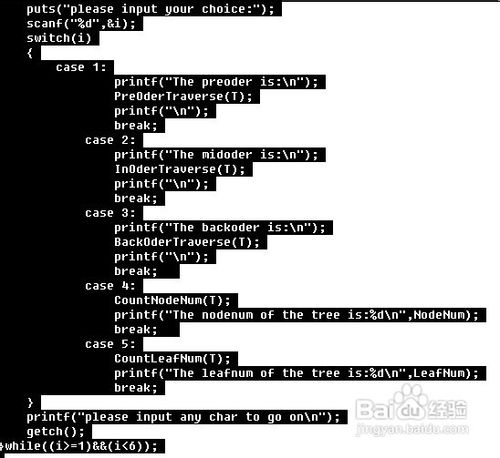 puts("please input your choice:");
scanf("%d",&i);
switch(i)
{
case 1:
printf("The preoder is:\n");
PreOderTraverse(T);
printf("\n");
break;
case 2:
printf("The midoder is:\n");
InOderTraverse(T);
printf("\n");
break;
case 3:
printf("The backoder is:\n");
BackOderTraverse(T);
printf("\n");
break;
case 4:
CountNodeNum(T);
printf("The nodenum of the tree is:%d\n",NodeNum);
break;
case 5:
CountLeafNum(T);
printf("The leafnum of the tree is:%d\n",LeafNum);
break;
}
printf("please input any char to go on\n");
getch();
}while((i>=1)&&(i<6));
Baidu 经验
jingyan.baidu.com